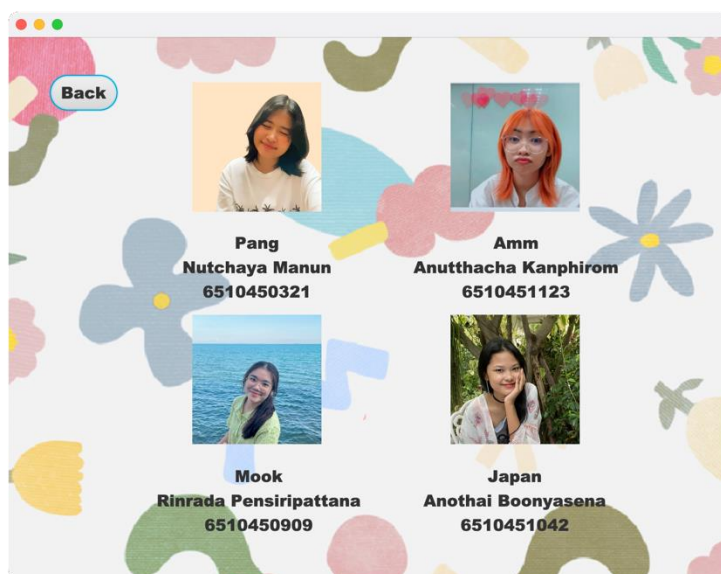 Back
Pang
Nutchaya Manun
6510450321
Amm
Anutthacha Kanphirom
6510451123
Mook
Rinrada Pensiripattana
6510450909
Japan
Anothai Boonyasena
6510451042